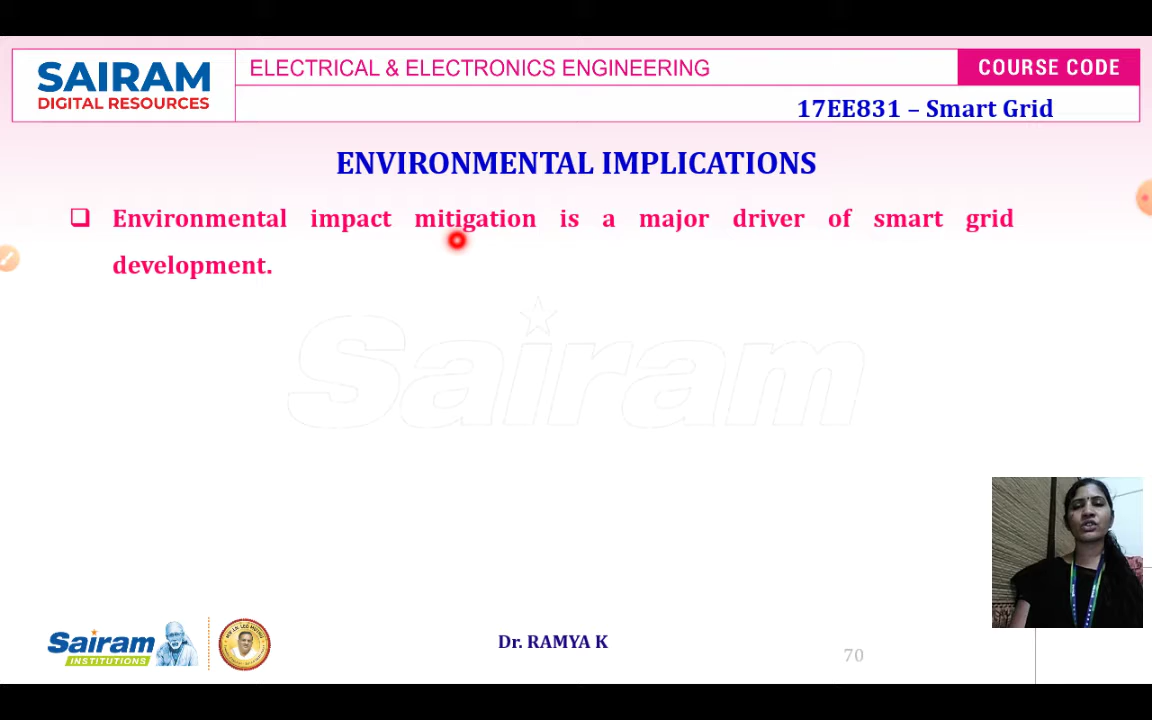 SAIRAM
DIGITAL RESOURCES
ELECTRICAL & ELECTRONICS ENGINEERING
COURSE CODE
17EE831 – Smart Grid
ENVIRONMENTAL IMPLICATIONS
❑ Environmental impact mitigation is a major driver of smart grid
development.
Sairam
Sairam
INSTITUTIONS
Dr. RAMYA K
70